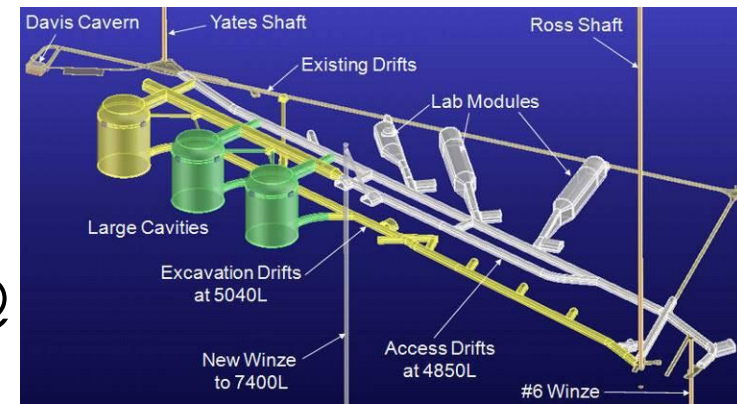 Davis Cavern
Yates Shaft
Ross Shaft
Existing Drifts
Lab Modules
Large Cavities
Excavation Drifts
at 5040L
New Winze
to 7400L
Access Drifts
at 4850L
#6 Winze